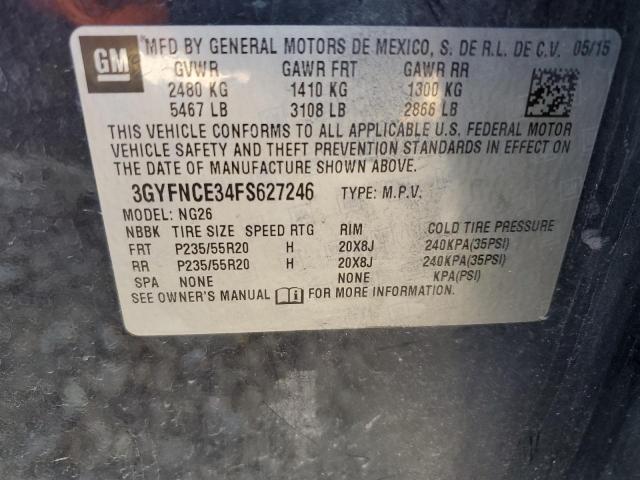 GM MFD BY GENERAL MOTORS DE MEXICO, S. DE R.L. DE C.V. 05/15
GVWR GAWR FRT GAWR RR
2480 KG 1410 KG 1300 KG
5467 LB 3108 LB 2866 LB
THIS VEHICLE CONFORMS TO ALL APPLICABLE U.S. FEDERAL MOTOR
VEHICLE SAFETY AND THEFT PREVENTION STANDARDS IN EFFECT ON THE
DATE OF MANUFACTURE SHOWN ABOVE.
3GYFNCE34FS627246 TYPE: M.P.V.
MODEL: NG26
NBBK TIRE SIZE SPEED RTG RIM COLD TIRE PRESS
FRT P235/55R20 H 20X8J 240KPA(35PSI)
RR P235/55R20 H 20X8J 240KPA(35PSI)
SPA NONE NONE KPA(PSI)
SEE OWNER'S MANUAL FOR MORE INFORMATION.